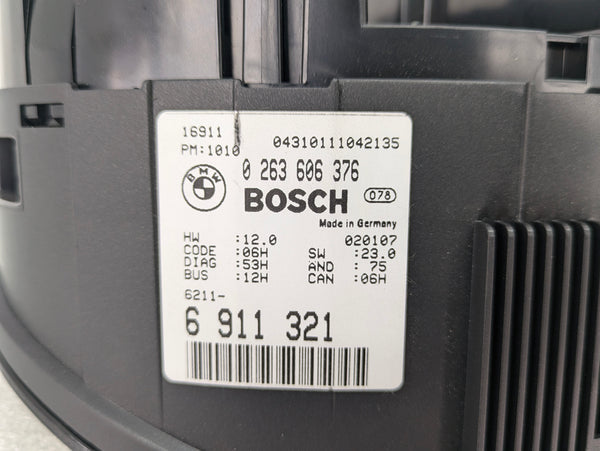 16911 04310111042135
PM:1010
BMW 0 263 606 376
BOSCH 078
Made in Germany
HW :12.0 020107
CODE :06H SW :23.0
DIAG :53H AND : 75
BUS :12H CAN :06H
6211-
6 911 321